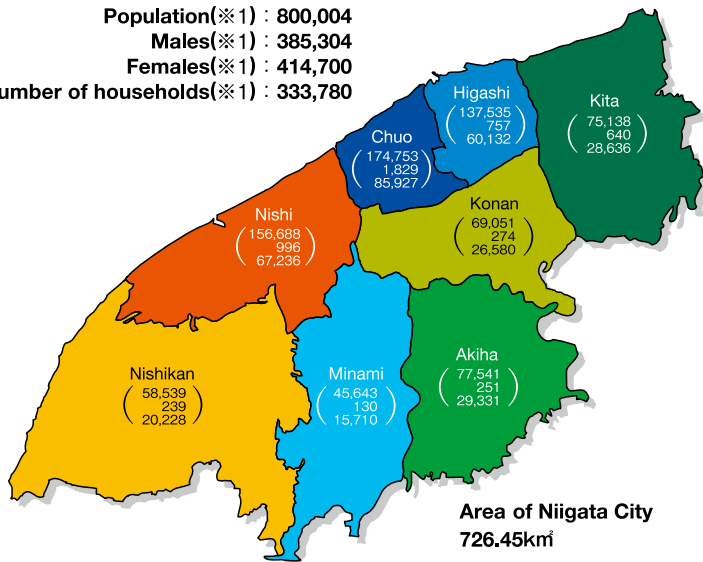 Population(※1) : 800,004
Males(※1) : 385,304
Females(※1) : 414,700
umber of households(※1) : 333,780
Higashi
137,535
757
60,132
Kita
75,138
640
28,636
Chuo
174,753
1,829
85,927
Konan
69,051
274
26,580
Nishi
156,688
996
67,236
Nishikan
58,539
239
20,228
Minami
45,643
130
15,710
Akiha
77,541
251
29,331
Area of Niigata City
726.45k㎡